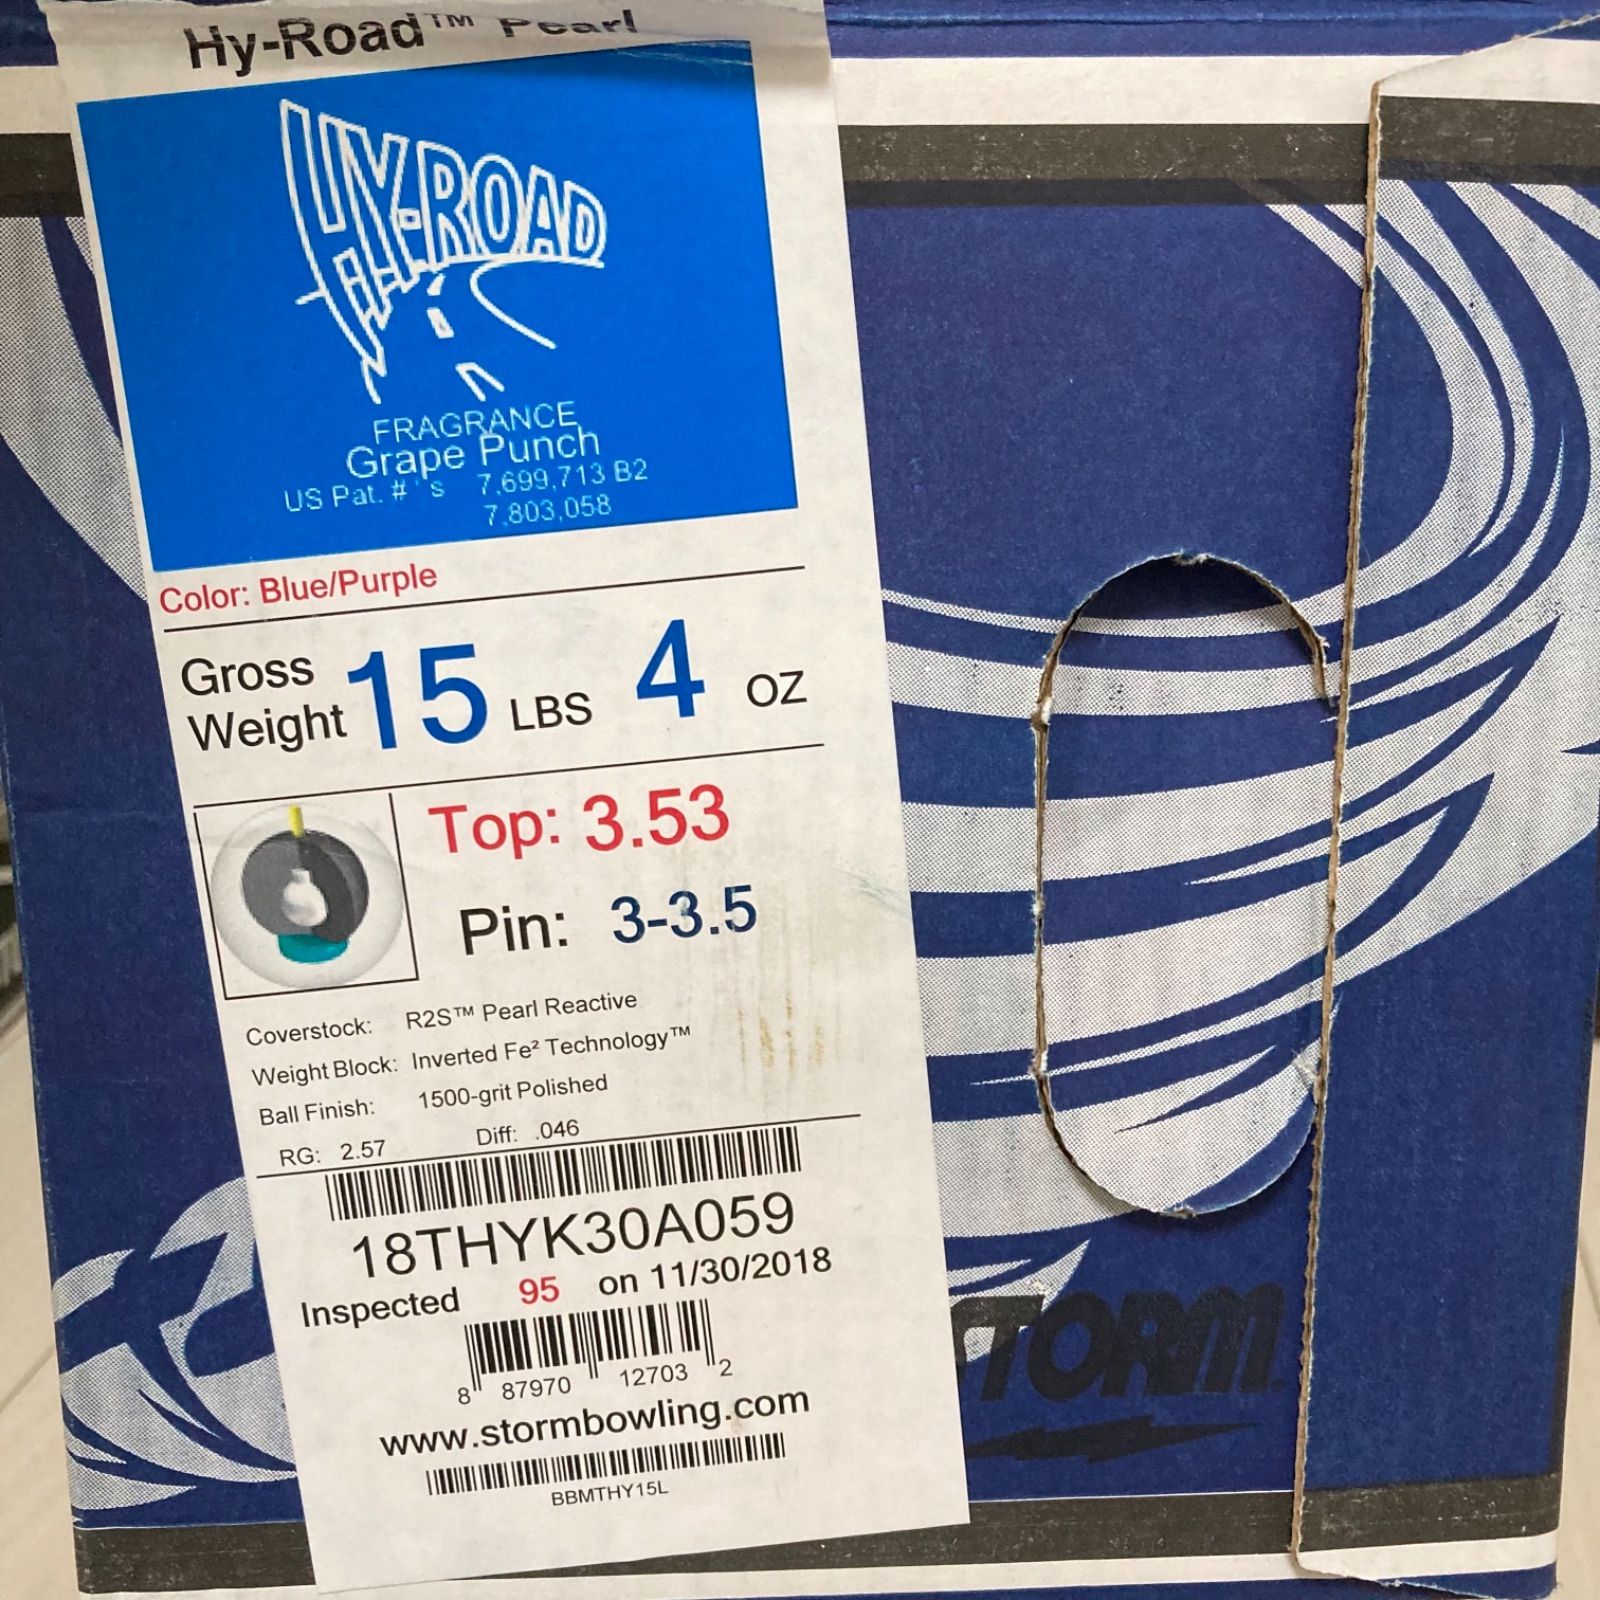 Hy-Road™ Pearl
HY-ROAD
FRAGRANCE
Grape Punch
US Pat. # 's 7,699,713 B2
7,803,058
Color: Blue/Purple
Gross Weight 15 LBS 4 OZ
Top: 3.53
Pin: 3-3.5
Coverstock: R2S™ Pearl Reactive
Weight Block: Inverted Fe² Technology™
Ball Finish: 1500-grit Polished
RG: 2.57 Diff: .046
18THYK30A059
Inspected 95 on 11/30/2018
8 87970 12703 2
www.stormbowling.com
BBMTHY15L
STORM